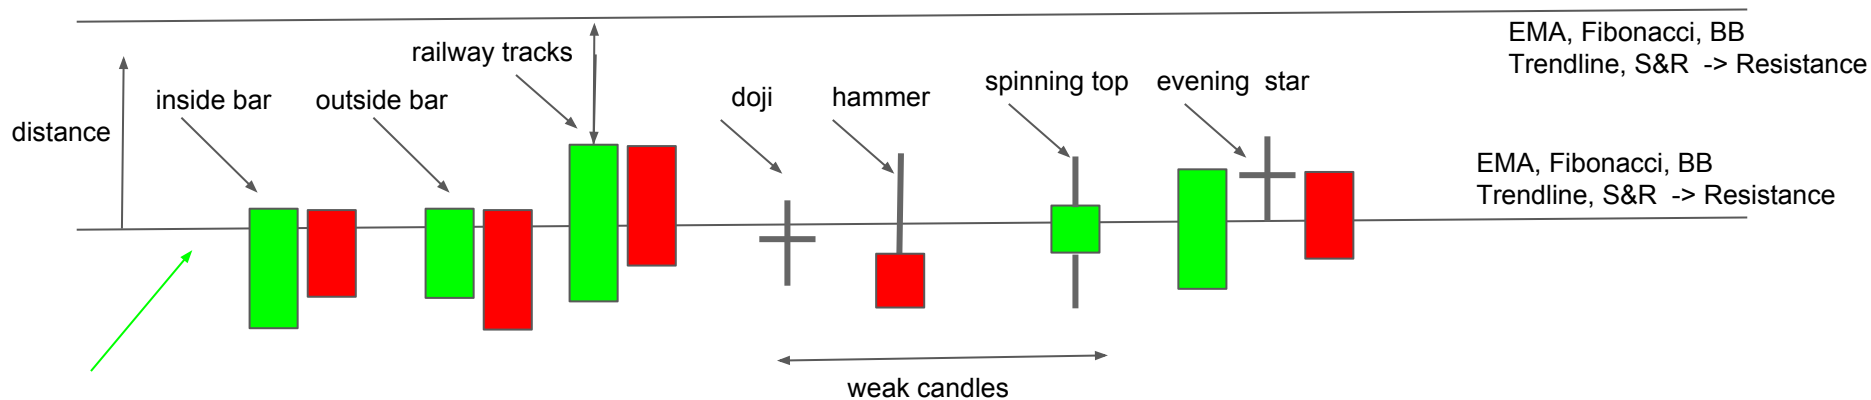 EMA, Fibonacci, BB
Trendline, S&R -> Resistance
railway tracks
spinning top
evening star
inside bar
outside bar
doji
hammer
distance
EMA, Fibonacci, BB
Trendline, S&R -> Resistance
weak candles